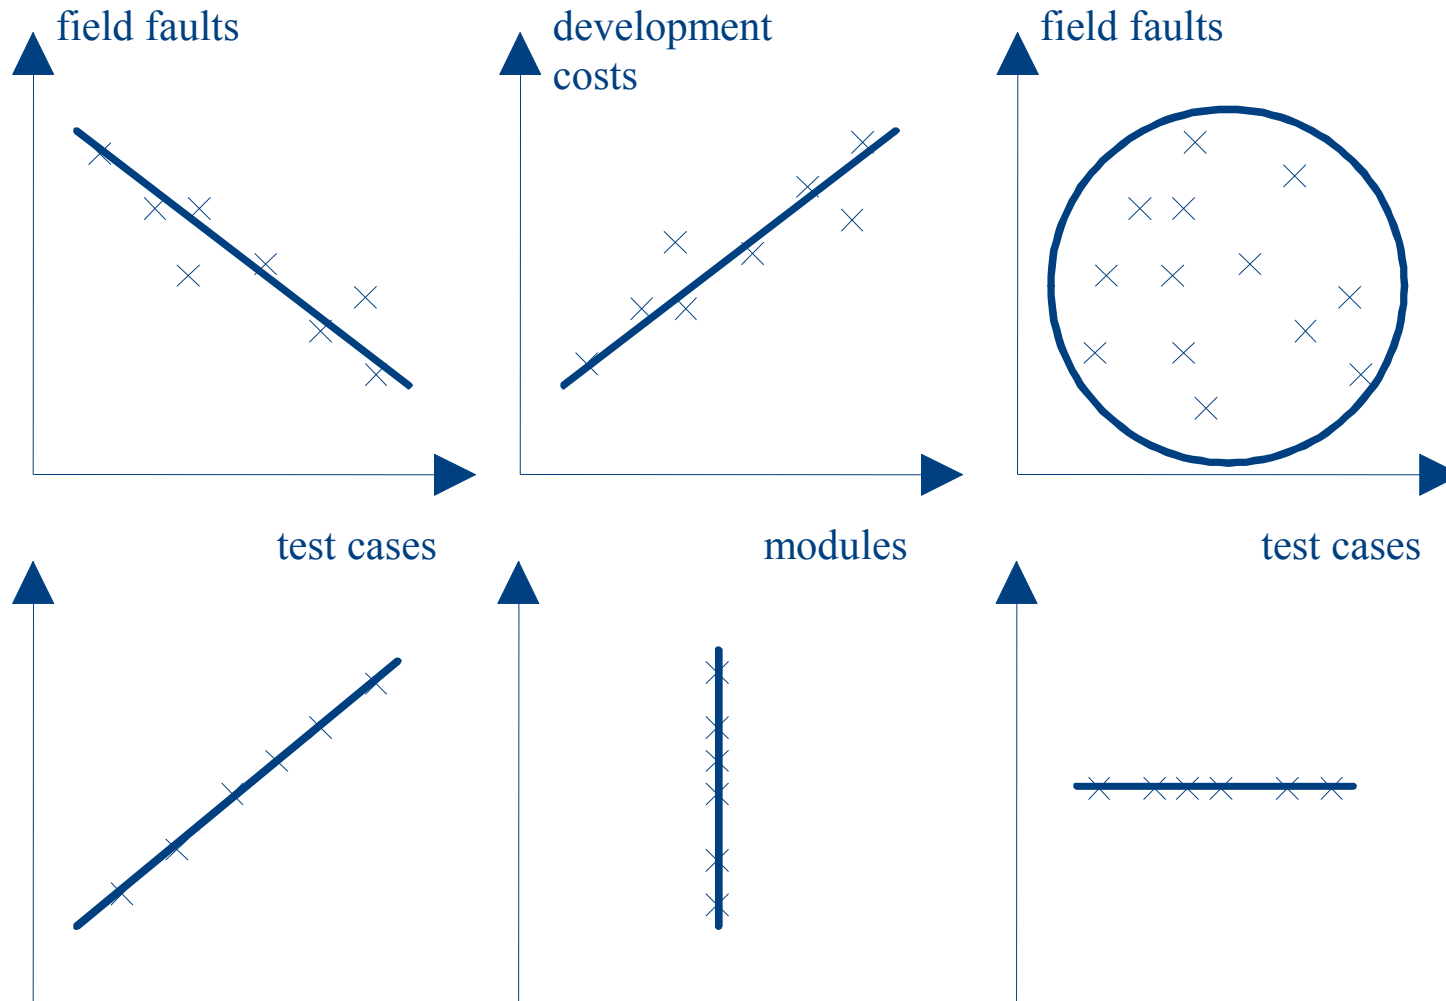 field faults
development
costs
field faults
test cases
modules
test cases